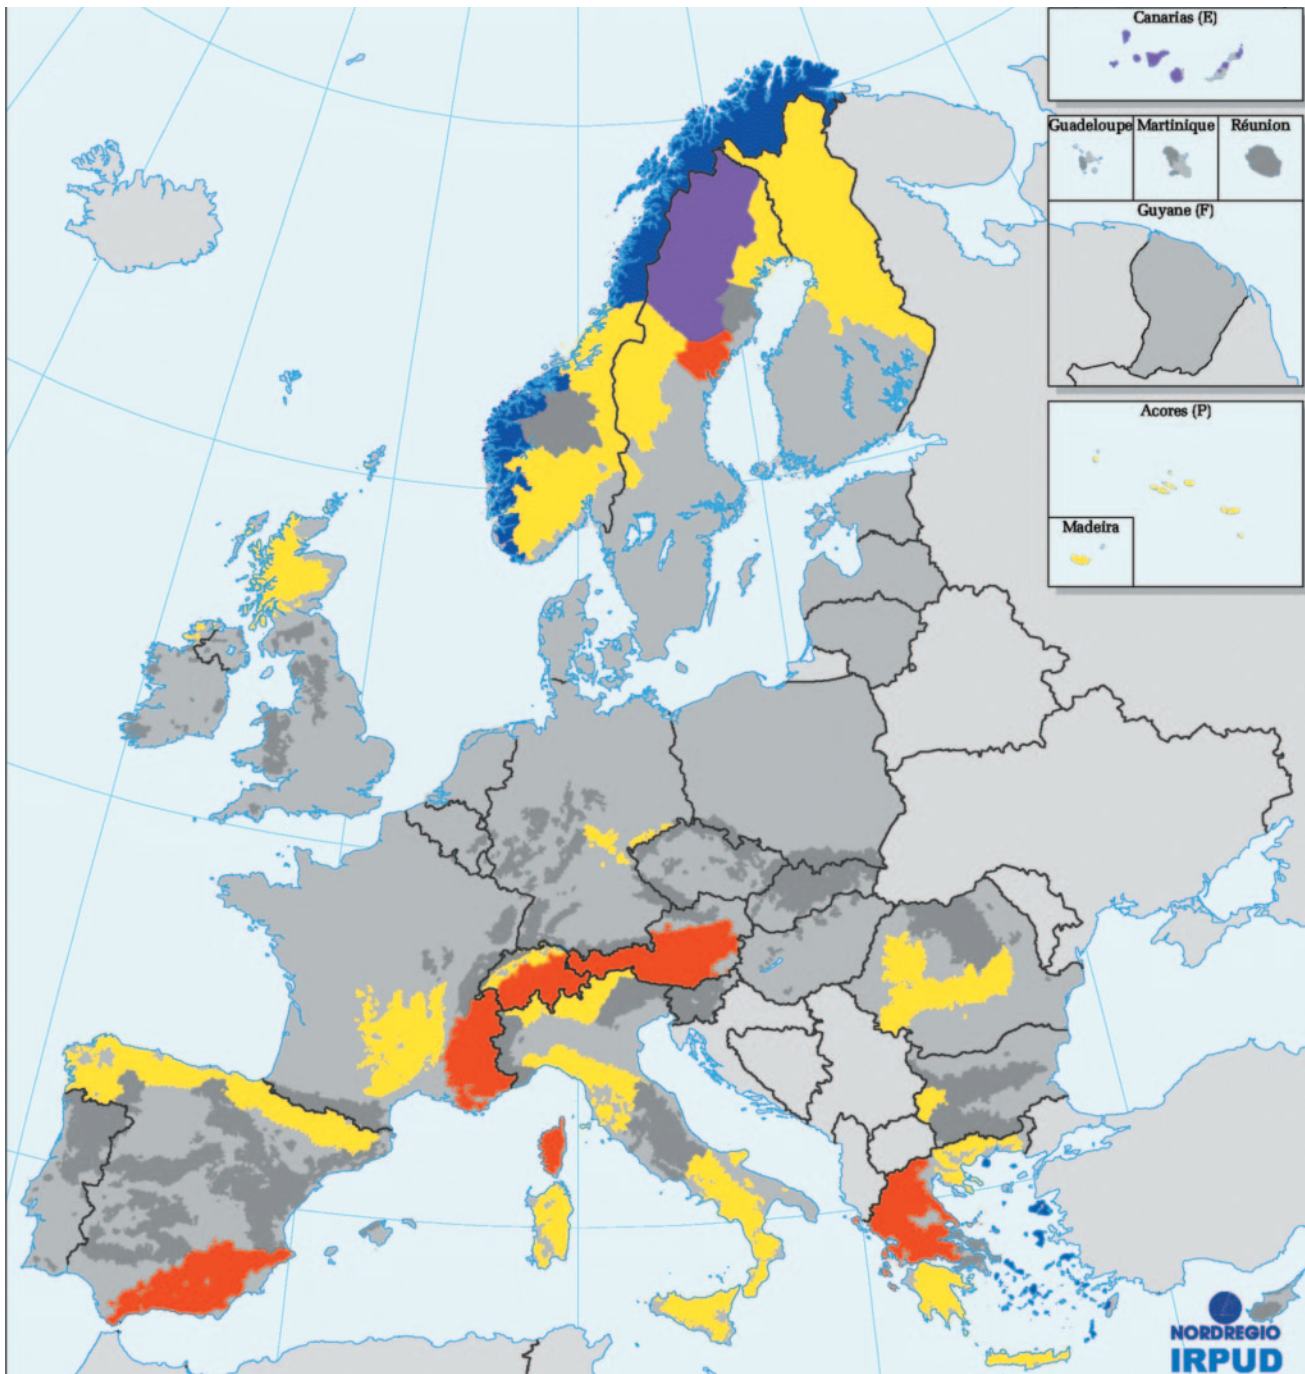 Canarias (E)
Guadeloupe
Martinique
Réunion
Guyane (F)
Acores (P)
Madeira
NORDREGIO
IRPUD